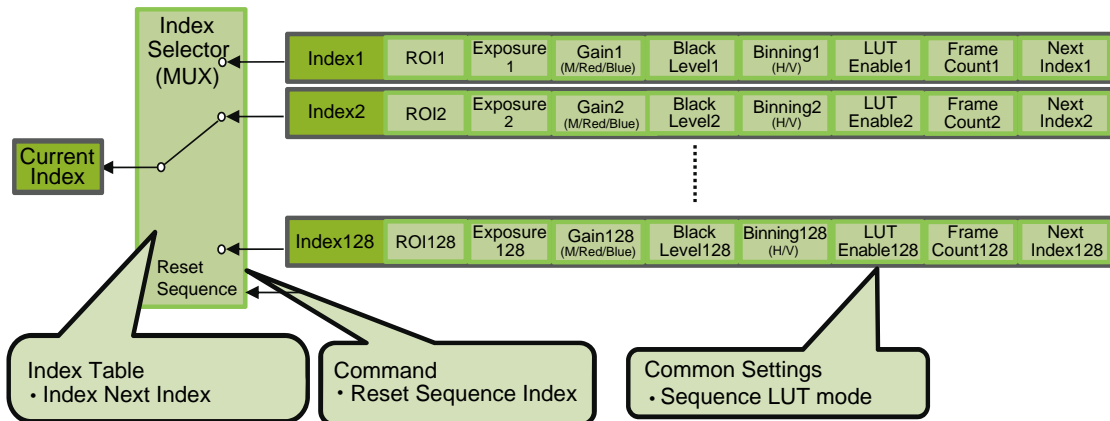 Index
Selector
(MUX)
Index1
ROI1
Exposure
1
Gain1
(M/Red/Blue)
Black
Level1
Binning1
(H/V)
LUT
Enable1
Frame
Count1
Next
Index1
Index2
ROI2
Exposure
2
Gain2
(M/Red/Blue)
Black
Level2
Binning2
(H/V)
LUT
Enable2
Frame
Count2
Next
Index2
Current
Index
Index128
ROI128
Exposure
128
Gain128
(M/Red/Blue)
Black
Level128
Binning128
(H/V)
LUT
Enable128
Frame
Count128
Next
Index128
Reset
Sequence
Index Table
・Index Next Index
Command
・Reset Sequence Index
Common Settings
・Sequence LUT mode